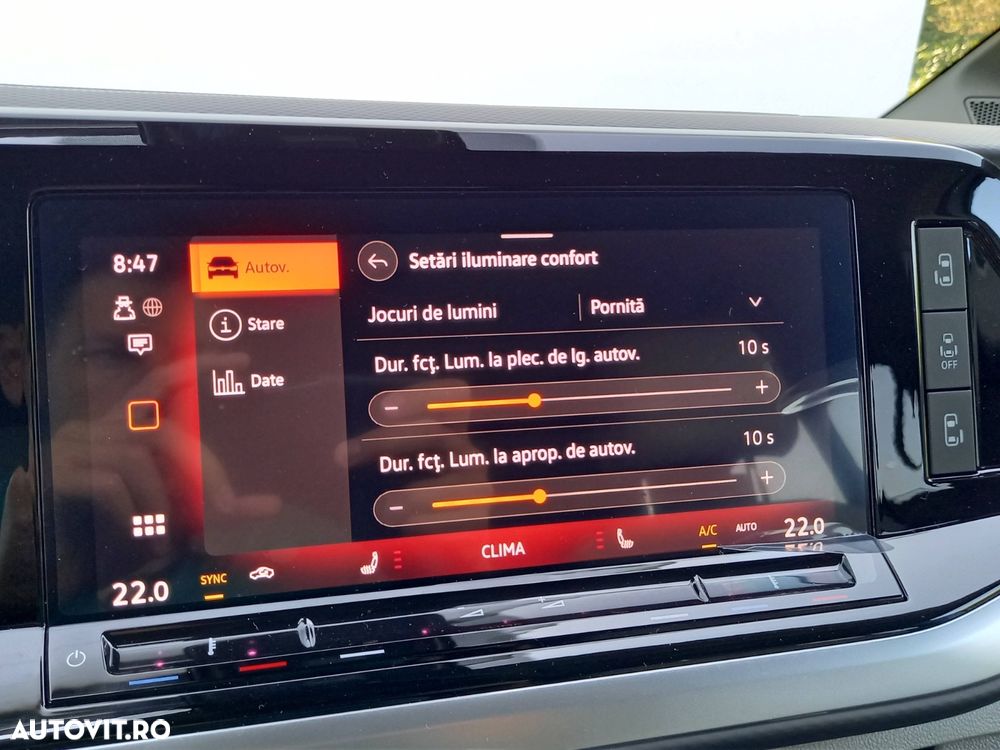 8:47
Autov.
Setări iluminare confort
Stare
Jocuri de lumini
Pornită
Date
Dur. fcţ. Lum. la plec. de lg. autov.
10 s
Dur. fcţ. Lum. la aprop. de autov.
10 s
OFF
CLIMA
A/C
AUTO
22.0
22.0
SYNC
AUTOVIT.RO